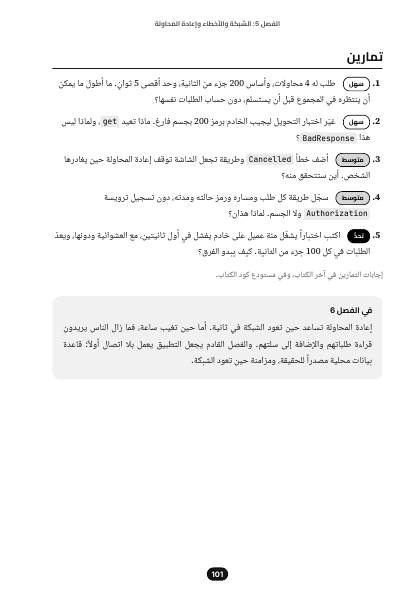 الفصل 5: الشبكة والأخطاء وإعادة المحاولة
تمارين
1. سهل طلب له 4 محاولات، وأساس 200 جزء من الثانية، وحد أقصى 5 ثوانٍ. ما أطول ما يمكن
أن ينتظره في المجموع قبل أن يستسلم، دون حساب الطلبات نفسها؟
2. سهل غيّر اختبار التحويل ليجيب الخادم برمز 200 بجسم فارغ. ماذا تعيد get، ولماذا ليس
هذا BadResponse؟
3. متوسط أضف خطأ Cancelled وطريقة تجعل الشاشة توقف إعادة المحاولة حين يغادرها
الشخص. أين ستتحقق منه؟
4. متوسط سجّل طريقة كل طلب ومساره ورمز حالته ومدته، دون تسجيل ترويسة
Authorization ولا الجسم. لماذا هذان؟
5. تحدٍّ اكتب اختباراً يشغّل مئة عميل على خادم يفشل في أول ثانيتين، مع العشوائية ودونها، ويعدّ
الطلبات في كل 100 جزء من الثانية. كيف يبدو الفرق؟
إجابات التمارين في آخر الكتاب، وفي مستودع كود الكتاب.
في الفصل 6
إعادة المحاولة تساعد حين تعود الشبكة في ثانية. أما حين تغيب ساعة، فما زال الناس يريدون
قراءة طلباتهم والإضافة إلى سلتهم. والفصل القادم يجعل التطبيق يعمل بلا اتصال أولاً: قاعدة
بيانات محلية مصدراً للحقيقة، ومزامنة حين تعود الشبكة.
101